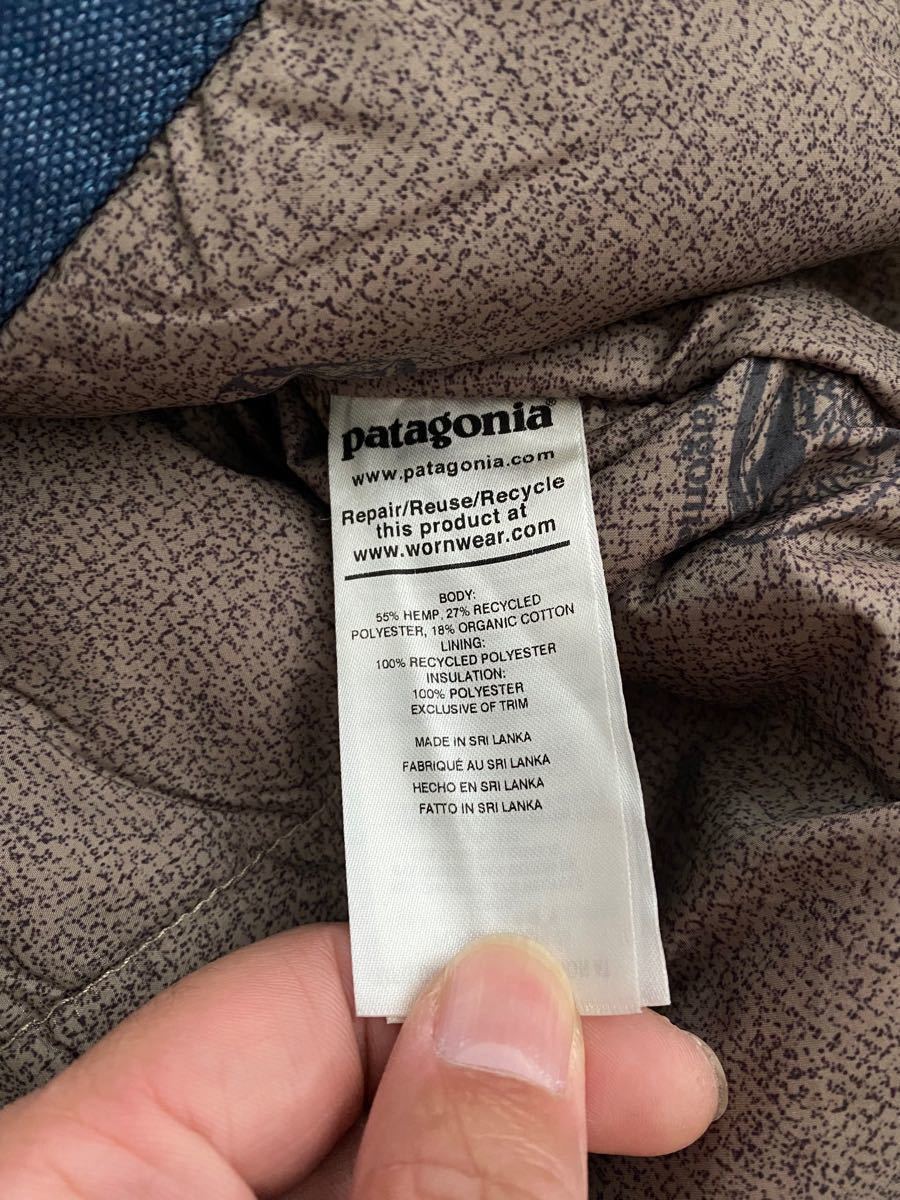 patagonia®
www.patagonia.com
Repair/Reuse/Recycle
this product at
www.wornwear.com
BODY:
55% HEMP, 27% RECYCLED
POLYESTER, 18% ORGANIC COTTON
LINING:
100% RECYCLED POLYESTER
INSULATION:
100% POLYESTER
EXCLUSIVE OF TRIM
MADE IN SRI LANKA
FABRIQUÉ AU SRI LANKA
HECHO EN SRI LANKA
FATTO IN SRI LANKA